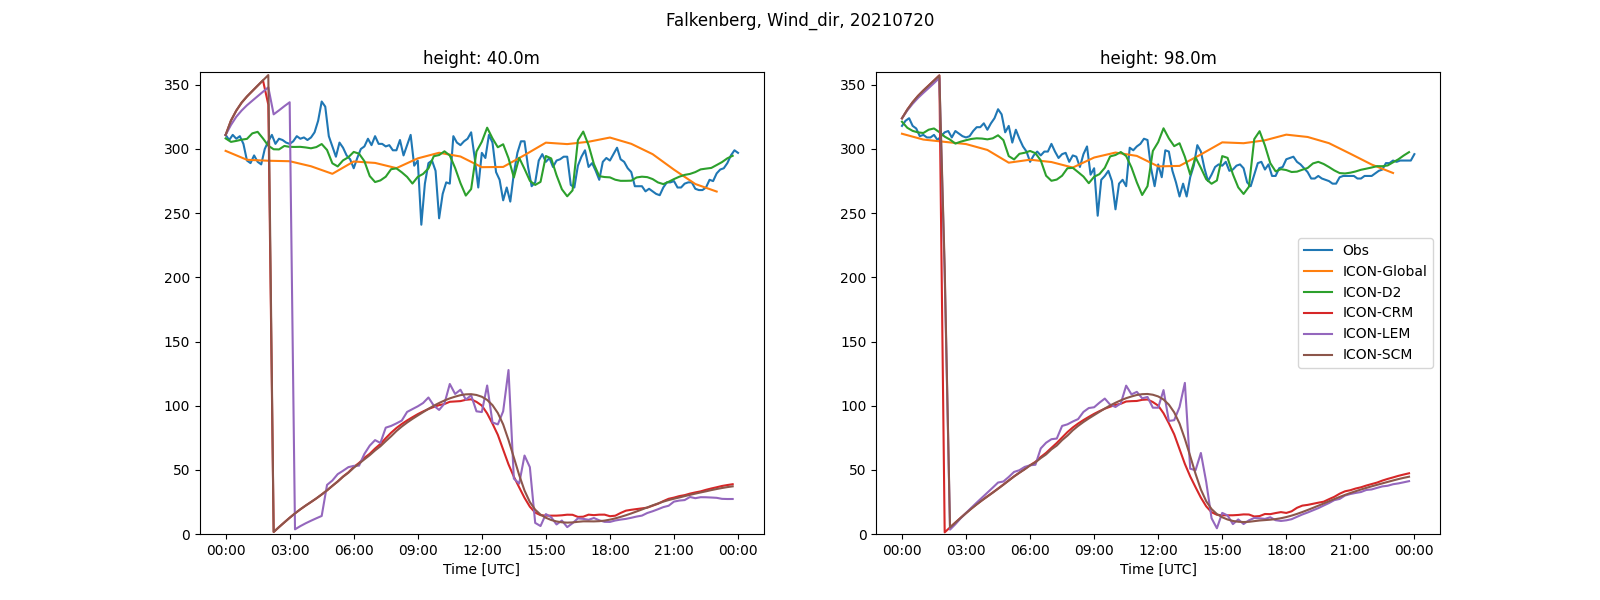 Falkenberg, Wind_dir, 20210720
height: 40.0m
350
300
250
200
150
100
50
0
00:00 03:00 06:00 09:00 12:00 15:00 18:00 21:00 00:00
Time [UTC]
height: 98.0m
350
300
250
200
150
100
50
0
Obs
ICON-Global
ICON-D2
ICON-CRM
ICON-LEM
ICON-SCM
00:00 03:00 06:00 09:00 12:00 15:00 18:00 21:00 00:00
Time [UTC]